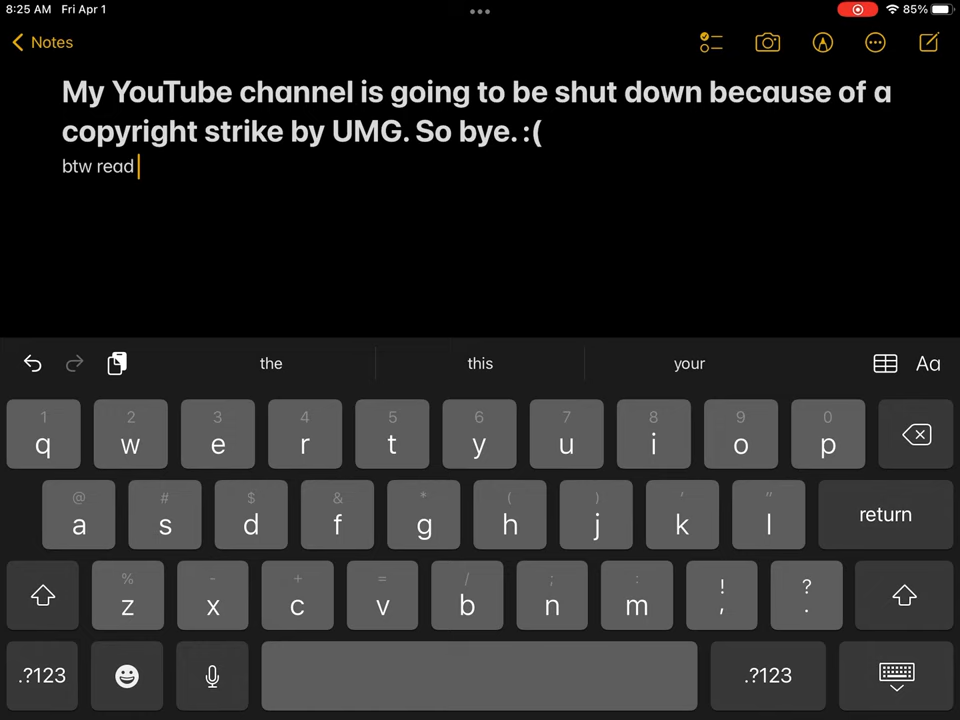 8:25 AM Fri Apr 1 85%
Notes
My YouTube channel is going to be shut down because of a
copyright strike by UMG. So bye. :(
btw read
the this your Aa
1 2 3 4 5 6 7 8 9 0
q w e r t y u i o p
@ # $ & * ( ) ' "
a s d f g h j k l return
% - + = / ; : ! ?
z x c v b n m , .
.?123 .?123